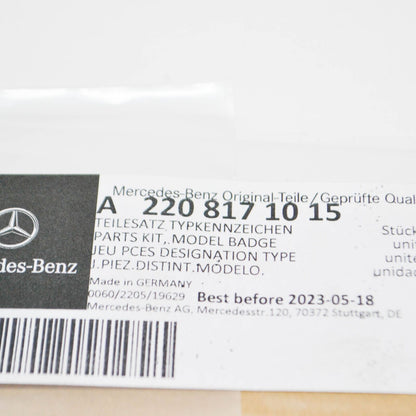 Mercedes-Benz Original-Teile/Geprüfte Qual
A 220 817 10 15
TEILESATZ TYPKENNZEICHEN
PARTS KIT,. MODEL BADGE
JEU PCES DESIGNATION TYPE
J.PIEZ.DISTINT.MODELO.
Stück
uni
unite
unidad
des-Benz
Made in GERMANY
0060/2205/19629 Best before 2023-05-18
Mercedes-Benz AG, Mercedesstr.120, 70372 Stuttgart, DE